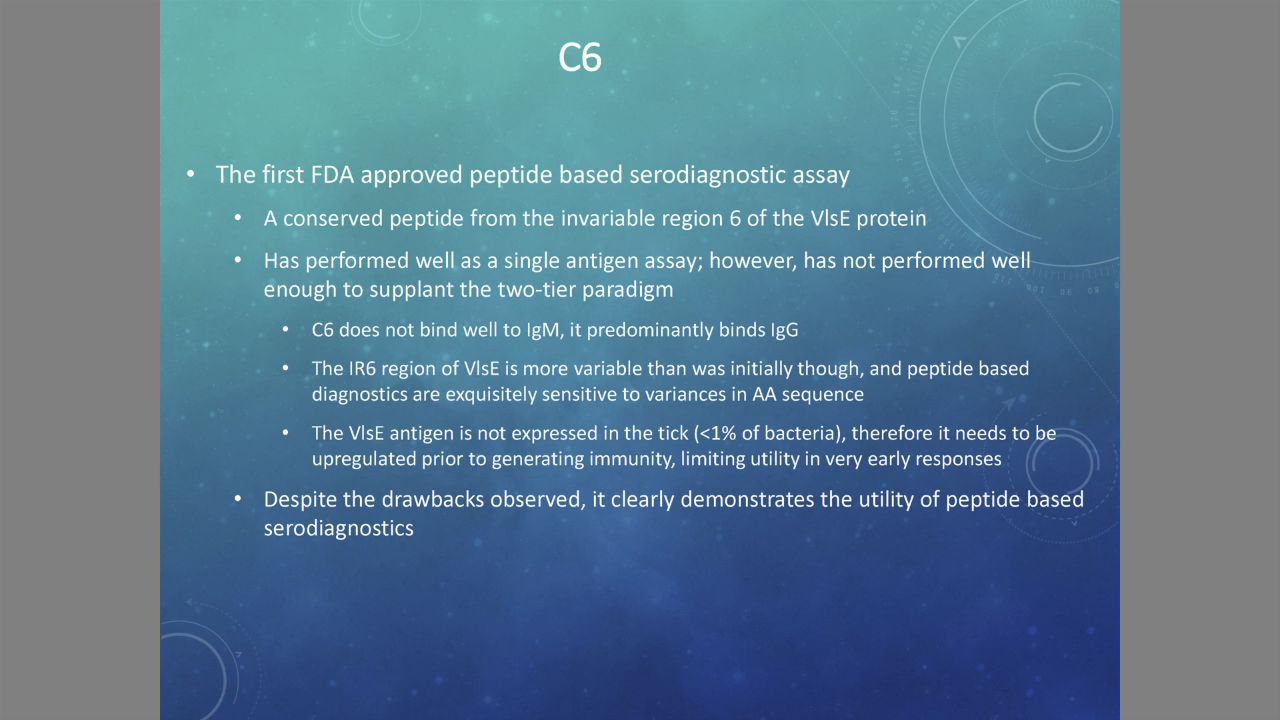 C6
• The first FDA approved peptide based serodiagnostic assay
• A conserved peptide from the invariable region 6 of the VlsE protein
• Has performed well as a single antigen assay; however, has not performed well
enough to supplant the two-tier paradigm
• C6 does not bind well to IgM, it predominantly binds IgG
• The IR6 region of VlsE is more variable than was initially though, and peptide based
diagnostics are exquisitely sensitive to variances in AA sequence
• The VlsE antigen is not expressed in the tick (<1% of bacteria), therefore it needs to be
upregulated prior to generating immunity, limiting utility in very early responses
• Despite the drawbacks observed, it clearly demonstrates the utility of peptide based
serodiagnostics